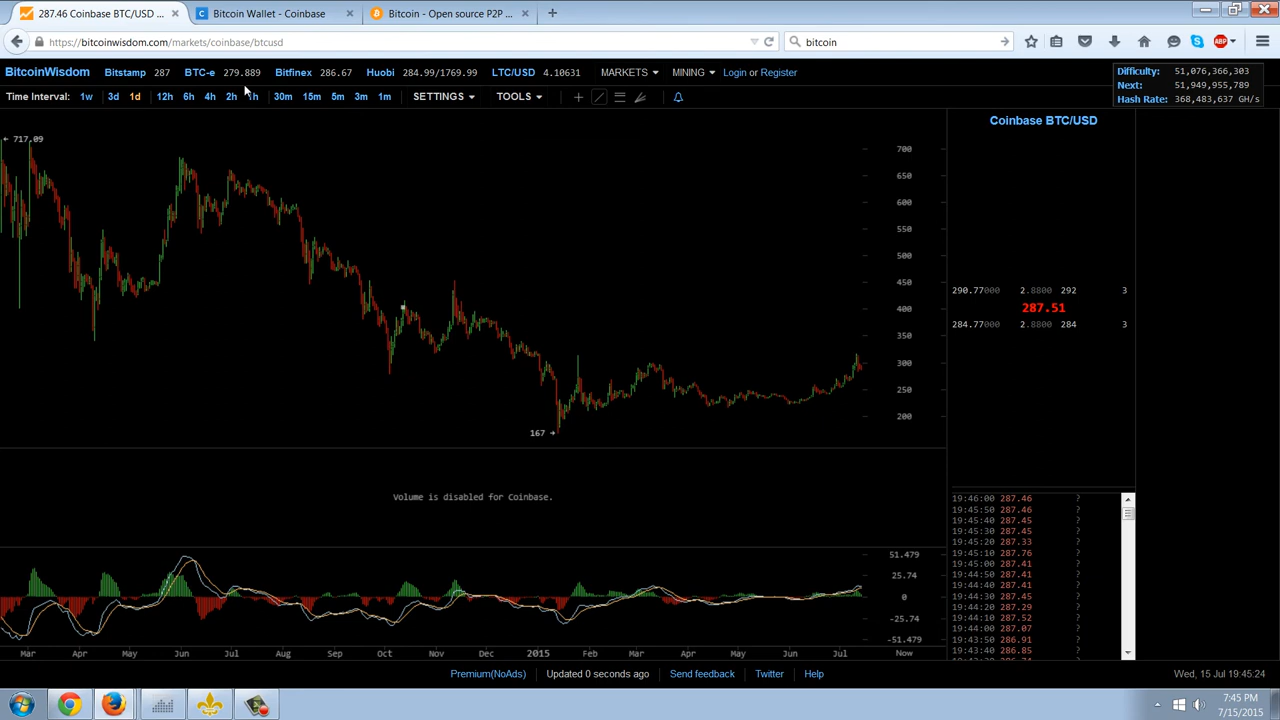 287.46 Coinbase BTC/USD ...
Bitcoin Wallet - Coinbase
Bitcoin - Open source P2P ...
https://bitcoinwisdom.com/markets/coinbase/btcusd
bitcoin
ABP
BitcoinWisdom Bitstamp 287 BTC-e 279.889 Bitfinex 286.67 Huobi 284.99/1769.99 LTC/USD 4.10631 MARKETS MINING Login or Register
Difficulty: 51,076,366,303
Next: 51,949,955,789
Hash Rate: 368,483,637 GH/s
Time Interval: 1w 3d 1d 12h 6h 4h 2h 1h 30m 15m 5m 3m 1m SETTINGS TOOLS
Coinbase BTC/USD
717.09
700
650
600
550
500
450
400
350
300
250
200
167
290.77000 2.8800 292 3
287.51
284.77000 2.8800 284 3
Volume is disabled for Coinbase.
51.479
25.74
0
-25.74
-51.479
19:46:00 287.46 ?
19:45:50 287.46 ?
19:45:40 287.45 ?
19:45:30 287.45 ?
19:45:20 287.33 ?
19:45:10 287.76 ?
19:45:00 287.41 ?
19:44:50 287.41 ?
19:44:40 287.41 ?
19:44:30 287.45 ?
19:44:20 287.29 ?
19:44:10 287.52 ?
19:44:00 287.07 ?
19:43:50 286.91 ?
19:43:40 286.85 ?
Mar Apr May Jun Jul Aug Sep Oct Nov Dec 2015 Feb Mar Apr May Jun Jul Now
Premium(NoAds) Updated 0 seconds ago Send feedback Twitter Help
Wed, 15 Jul 19:45:24
7:45 PM
7/15/2015